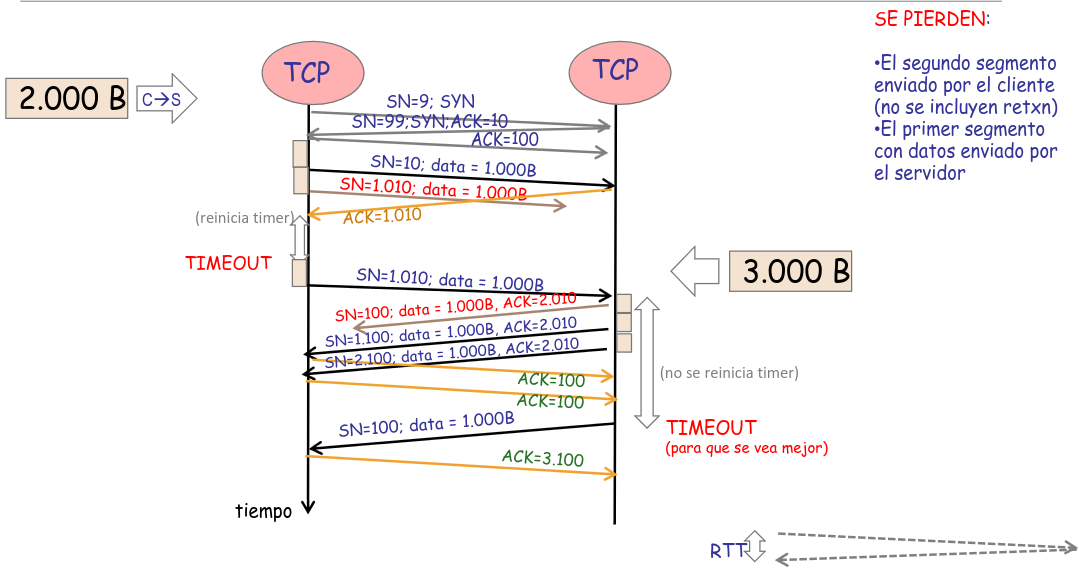 SE PIERDEN:
•El segundo segmento
enviado por el cliente
(no se incluyen retxn)
•El primer segmento
con datos enviado por
el servidor
TCP
TCP
2.000 B
C→S
SN=9; SYN
SN=99;SYN,ACK=10
ACK=100
SN=10; data = 1.000B
SN=1.010; data = 1.000B
(reinicia timer)
ACK=1.010
TIMEOUT
SN=1.010; data = 1.000B
3.000 B
SN=100; data = 1.000B, ACK=2.010
SN=1.100; data = 1.000B, ACK=2.010
SN=2.100; data = 1.000B, ACK=2.010
(no se reinicia timer)
ACK=100
ACK=100
SN=100; data = 1.000B
TIMEOUT
(para que se vea mejor)
ACK=3.100
tiempo
RTT